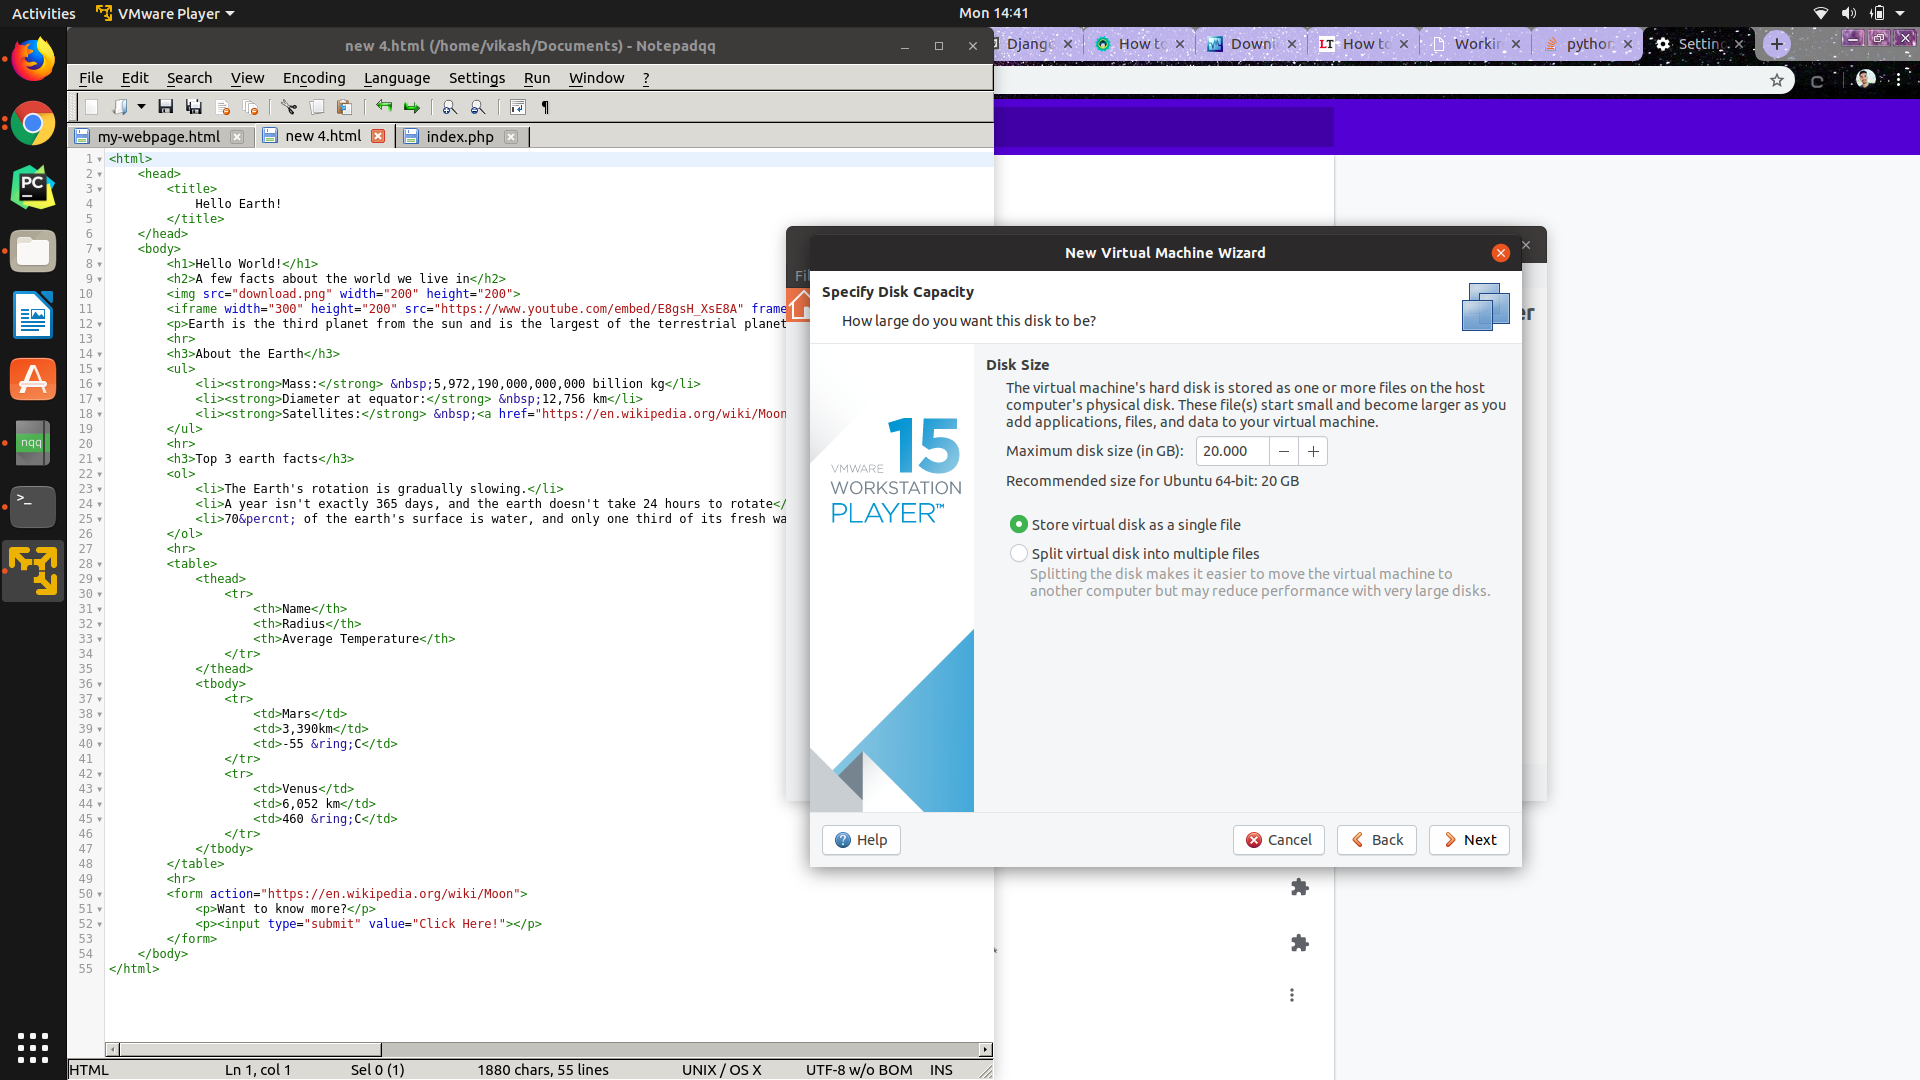 Activities
VMware Player
Mon 14:41
new 4.html (/home/vikash/Documents) - Notepadqq
Django
How to
Downl
LT How to
Workin
python
Setting
File Edit Search View Encoding Language Settings Run Window ?
my-webpage.html
new 4.html
index.php
1 <html>
2 <head>
3 <title>
4 Hello Earth!
5 </title>
6 </head>
7 <body>
8 <h1>Hello World!</h1>
9 <h2>A few facts about the world we live in</h2>
10 <img src="download.png" width="200" height="200">
11 <iframe width="300" height="200" src="https://www.youtube.com/embed/E8gsH_XsE8A" frame
12 <p>Earth is the third planet from the sun and is the largest of the terrestrial planet
13 <hr>
14 <h3>About the Earth</h3>
15 <ul>
16 <li><strong>Mass:</strong> &nbsp;5,972,190,000,000,000 billion kg</li>
17 <li><strong>Diameter at equator:</strong> &nbsp;12,756 km</li>
18 <li><strong>Satellites:</strong> &nbsp;<a href="https://en.wikipedia.org/wiki/Moon
19 </ul>
20 <hr>
21 <h3>Top 3 earth facts</h3>
22 <ol>
23 <li>The Earth's rotation is gradually slowing.</li>
24 <li>A year isn't exactly 365 days, and the earth doesn't take 24 hours to rotate</
25 <li>70&percnt; of the earth's surface is water, and only one third of its fresh wa
26 </ol>
27 <hr>
28 <table>
29 <thead>
30 <tr>
31 <th>Name</th>
32 <th>Radius</th>
33 <th>Average Temperature</th>
34 </tr>
35 </thead>
36 <tbody>
37 <tr>
38 <td>Mars</td>
39 <td>3,390km</td>
40 <td>-55 &ring;C</td>
41 </tr>
42 <tr>
43 <td>Venus</td>
44 <td>6,052 km</td>
45 <td>460 &ring;C</td>
46 </tr>
47 </tbody>
48 </table>
49 <hr>
50 <form action="https://en.wikipedia.org/wiki/Moon">
51 <p>Want to know more?</p>
52 <p><input type="submit" value="Click Here!"></p>
53 </form>
54 </body>
55 </html>
HTML
Ln 1, col 1
Sel 0 (1)
1880 chars, 55 lines
UNIX / OS X
UTF-8 w/o BOM
INS
PC
nqq
Fil
er
New Virtual Machine Wizard
Specify Disk Capacity
How large do you want this disk to be?
15
VMWARE
WORKSTATION
PLAYER™
Disk Size
The virtual machine's hard disk is stored as one or more files on the host
computer's physical disk. These file(s) start small and become larger as you
add applications, files, and data to your virtual machine.
Maximum disk size (in GB): 20.000 − +
Recommended size for Ubuntu 64-bit: 20 GB
Store virtual disk as a single file
Split virtual disk into multiple files
Splitting the disk makes it easier to move the virtual machine to
another computer but may reduce performance with very large disks.
Help
Cancel
Back
Next